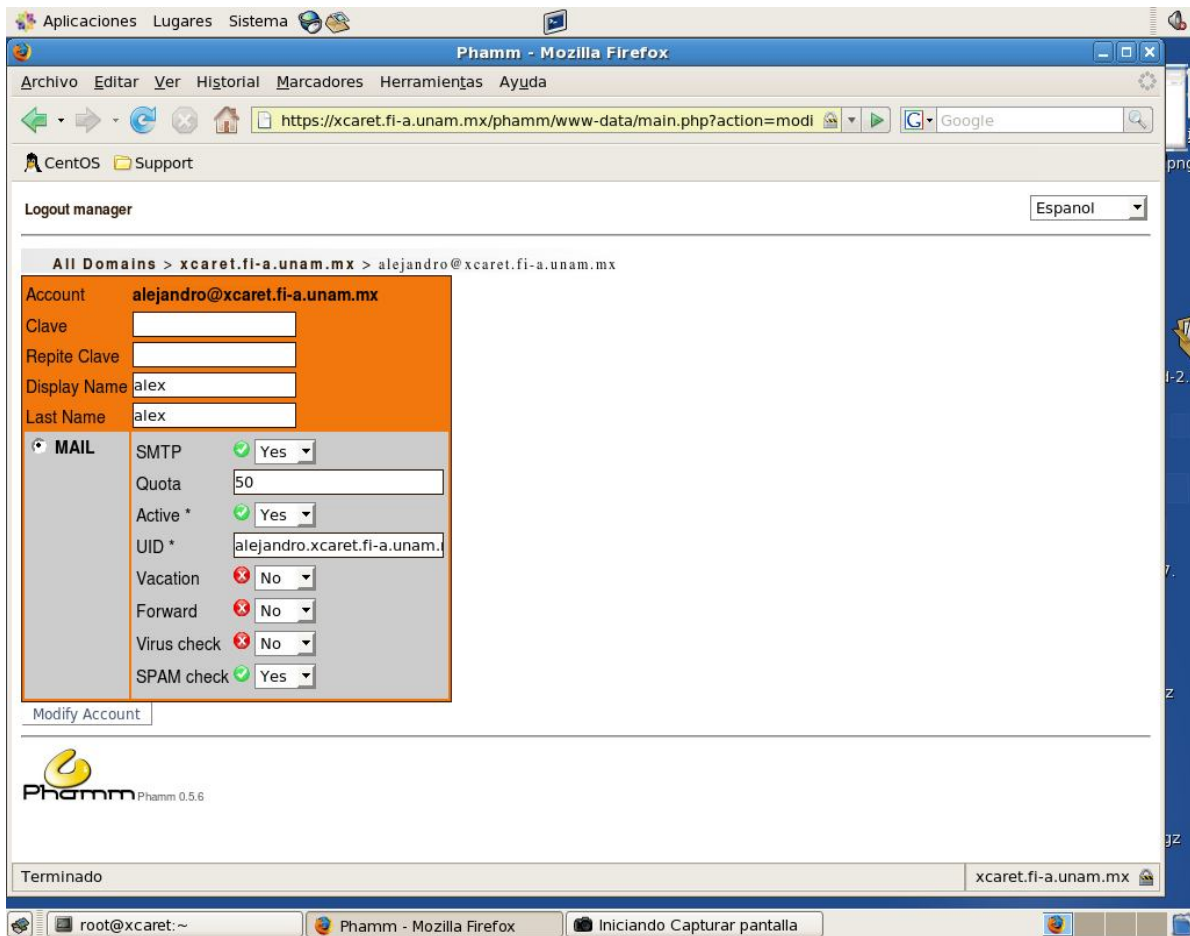 Aplicaciones Lugares Sistema
Phamm - Mozilla Firefox
Archivo Editar Ver Historial Marcadores Herramientas Ayuda
https://xcaret.fi-a.unam.mx/phamm/www-data/main.php?action=modi
G Google
CentOS Support
png
Logout manager
Espanol
All Domains > xcaret.fi-a.unam.mx > alejandro@xcaret.fi-a.unam.mx
Account alejandro@xcaret.fi-a.unam.mx
Clave
Repite Clave
Display Name alex
Last Name alex
MAIL
SMTP Yes
Quota 50
Active * Yes
UID * alejandro.xcaret.fi-a.unam.
Vacation No
Forward No
Virus check No
SPAM check Yes
Modify Account
Phamm Phamm 0.5.6
Terminado
xcaret.fi-a.unam.mx
root@xcaret:~
Phamm - Mozilla Firefox
Iniciando Capturar pantalla